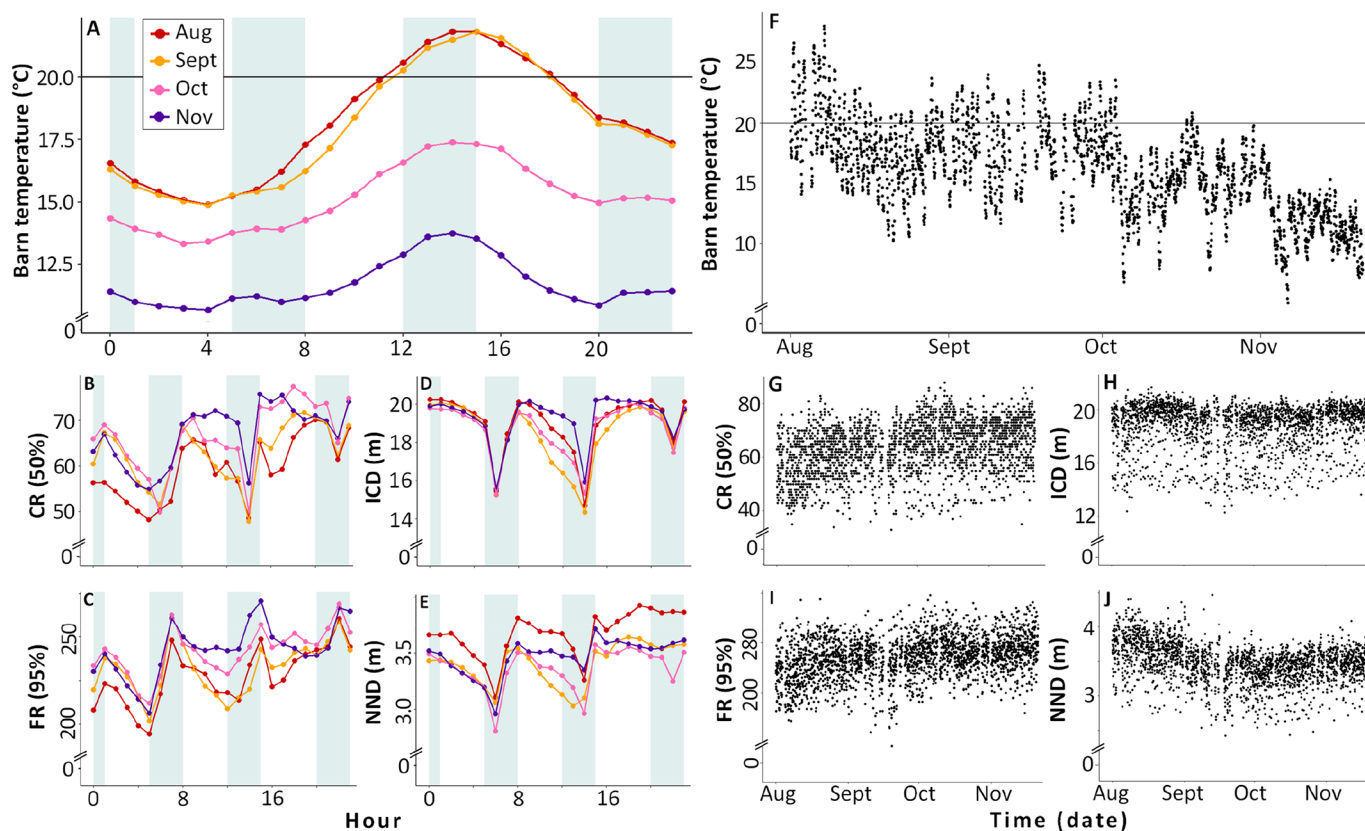 A
Aug
Sept
Oct
Nov
Barn temperature (°C)
20.0
17.5
15.0
12.5
0
0 4 8 12 16 20
F
Barn temperature (°C)
25
20
15
10
0
Aug Sept Oct Nov
B
CR (50%)
70
60
50
0
D
ICD (m)
20
18
16
14
0
G
CR (50%)
80
60
40
0
H
ICD (m)
20
16
12
0
C
FR (95%)
250
200
0
0 8 16
E
NND (m)
3.5
3.0
0
0 8 16
Hour
I
FR (95%)
280
200
0
Aug Sept Oct Nov
J
NND (m)
4
3
0
Aug Sept Oct Nov
Time (date)